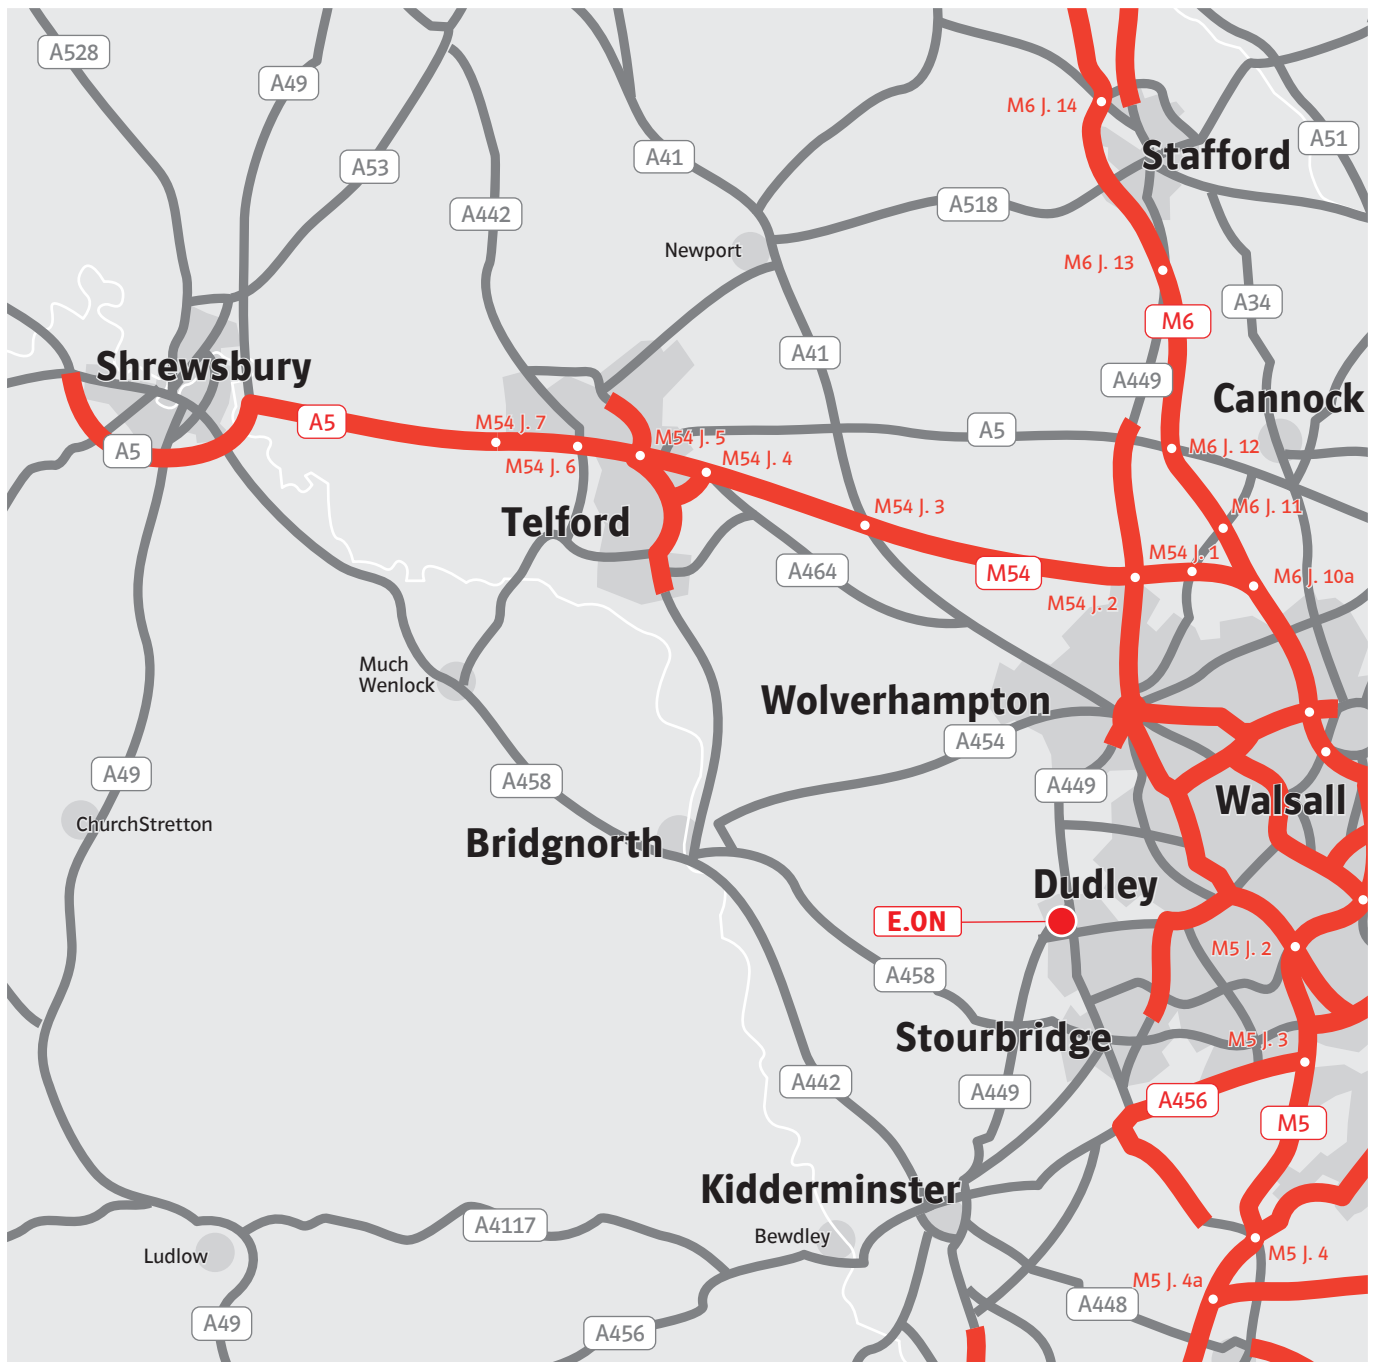 A528
A49
A53
A442
A41
M6 J. 14
Stafford
A51
A518
Newport
M6 J. 13
A34
M6
A41
A449
Shrewsbury
Cannock
A5
M54 J. 7
M54 J. 5
A5
A5
M54 J. 6
M54 J. 4
M6 J. 12
M54 J. 3
M6 J. 11
Telford
M54 J. 1
A464
M54
M6 J. 10a
M54 J. 2
Much
Wenlock
Wolverhampton
A454
A49
A458
A449
Walsall
ChurchStretton
Bridgnorth
Dudley
E.ON
M5 J. 2
A458
Stourbridge
M5 J. 3
A442
A449
A456
M5
Kidderminster
A4117
Bewdley
Ludlow
M5 J. 4
M5 J. 4a
A448
A49
A456